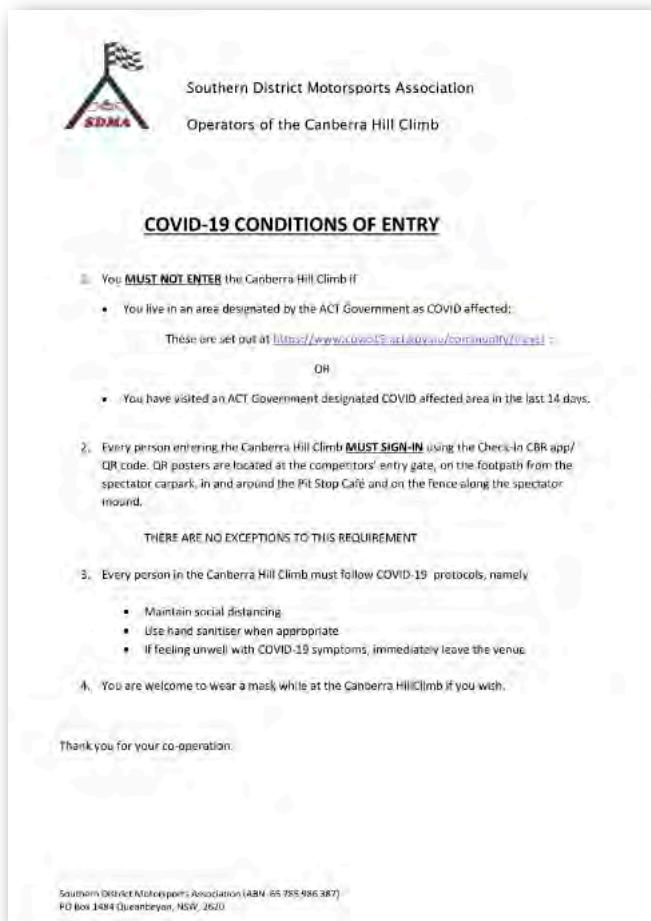 SDMA
Southern District Motorsports Association
Operators of the Canberra Hill Climb
COVID-19 CONDITIONS OF ENTRY
1. You MUST NOT ENTER the Canberra Hill Climb if
• You live in an area designated by the ACT Government as COVID affected;
These are set out at
OR
• You have visited an ACT Government designated COVID affected area in the last 14 days.
2. Every person entering the Canberra Hill Climb MUST SIGN-IN using the Check-in CBR app/
QR code. QR posters are located at the competitors' entry gate, on the footpath from the
spectator carpark, in and around the Pit Stop Café and on the fence along the spectator
mound.
THERE ARE NO EXCEPTIONS TO THIS REQUIREMENT
3. Every person in the Canberra Hill Climb must follow COVID-19 protocols, namely
• Maintain social distancing
• Use hand sanitiser when appropriate
• If feeling unwell with COVID-19 symptoms, immediately leave the venue
4. You are welcome to wear a mask while at the Canberra HillClimb if you wish.
Thank you for your co-operation.
Southern District Motorsports Association (ABN 65 785 986 387)
PO Box 1484 Queanbeyan, NSW, 2620